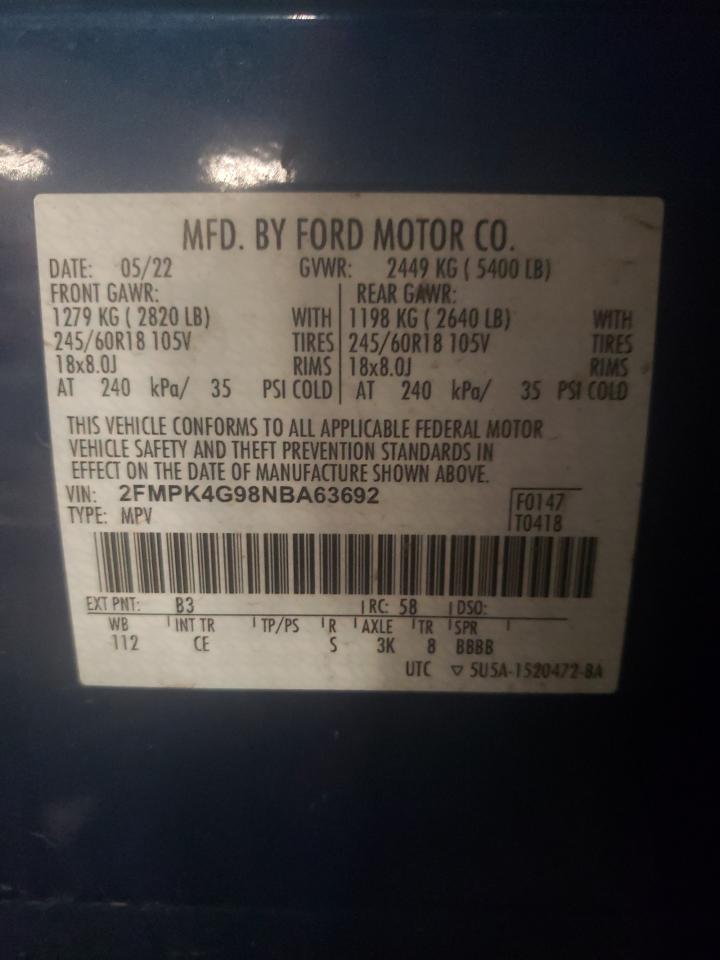 MFD. BY FORD MOTOR CO.
DATE: 05/22 GVWR: 2449 KG ( 5400 LB)
FRONT GAWR: REAR GAWR:
1279 KG ( 2820 LB) WITH 1198 KG ( 2640 LB) WITH
245/60R18 105V TIRES 245/60R18 105V TIRES
18x8.0J RIMS 18x8.0J RIMS
AT 240 kPa/ 35 PSI COLD AT 240 kPa/ 35 PSI COLD
THIS VEHICLE CONFORMS TO ALL APPLICABLE FEDERAL MOTOR
VEHICLE SAFETY AND THEFT PREVENTION STANDARDS IN
EFFECT ON THE DATE OF MANUFACTURE SHOWN ABOVE.
VIN: 2FMPK4G98NBA63692 F0147
TYPE: MPV T0418
EXT PNT: B3 RC: 58 DSO:
WB INT TR TP/PS R AXLE TR SPR
112 CE S 3K 8 BBBB
UTC ▽ 5U5A-1520472-BA